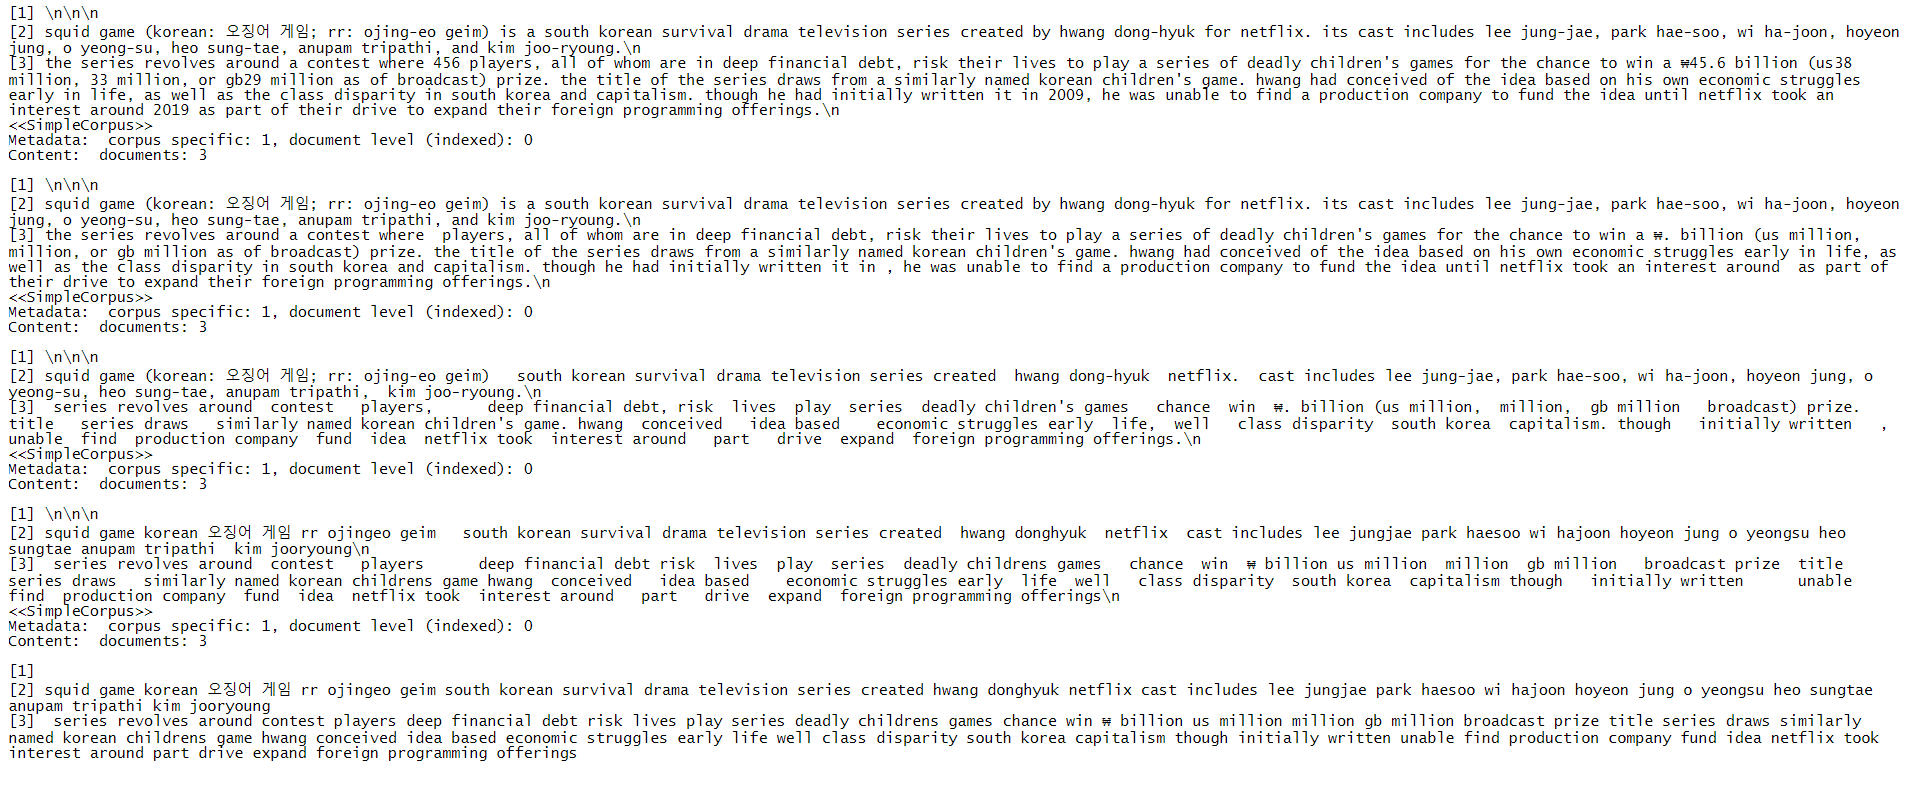 [1] \n\n\n
[2] squid game (korean: 오징어 게임; rr: ojing-eo geim) is a south korean survival drama television series created by hwang dong-hyuk for netflix. its cast includes lee jung-jae, park hae-soo, wi ha-joon, hoyeon
jung, o yeong-su, heo sung-tae, anupam tripathi, and kim joo-ryoung.\n
[3] the series revolves around a contest where 456 players, all of whom are in deep financial debt, risk their lives to play a series of deadly children's games for the chance to win a ₩45.6 billion (us38
million, 33 million, or gb29 million as of broadcast) prize. the title of the series draws from a similarly named korean children's game. hwang had conceived of the idea based on his own economic struggles
early in life, as well as the class disparity in south korea and capitalism. though he had initially written it in 2009, he was unable to find a production company to fund the idea until netflix took an
interest around 2019 as part of their drive to expand their foreign programming offerings.\n
<<SimpleCorpus>>
Metadata:  corpus specific: 1, document level (indexed): 0
Content:  documents: 3
[1] \n\n\n
[2] squid game (korean: 오징어 게임; rr: ojing-eo geim) is a south korean survival drama television series created by hwang dong-hyuk for netflix. its cast includes lee jung-jae, park hae-soo, wi ha-joon, hoyeon
jung, o yeong-su, heo sung-tae, anupam tripathi, and kim joo-ryoung.\n
[3] the series revolves around a contest where  players, all of whom are in deep financial debt, risk their lives to play a series of deadly children's games for the chance to win a ₩. billion (us million,
million, or gb million as of broadcast) prize. the title of the series draws from a similarly named korean children's game. hwang had conceived of the idea based on his own economic struggles early in life, as
well as the class disparity in south korea and capitalism. though he had initially written it in , he was unable to find a production company to fund the idea until netflix took an interest around  as part of
their drive to expand their foreign programming offerings.\n
<<SimpleCorpus>>
Metadata:  corpus specific: 1, document level (indexed): 0
Content:  documents: 3
[1] \n\n\n
[2] squid game (korean: 오징어 게임; rr: ojing-eo geim)   south korean survival drama television series created  hwang dong-hyuk  netflix.  cast includes lee jung-jae, park hae-soo, wi ha-joon, hoyeon jung, o
yeong-su, heo sung-tae, anupam tripathi,  kim joo-ryoung.\n
[3]  series revolves around  contest   players,      deep financial debt, risk  lives  play  series  deadly children's games   chance  win  ₩. billion (us million,  million,  gb million   broadcast) prize.
title   series draws   similarly named korean children's game. hwang  conceived   idea based    economic struggles early  life,  well   class disparity  south korea  capitalism. though   initially written   ,
unable  find  production company  fund  idea  netflix took  interest around   part   drive  expand  foreign programming offerings.\n
<<SimpleCorpus>>
Metadata:  corpus specific: 1, document level (indexed): 0
Content:  documents: 3
[1] \n\n\n
[2] squid game korean 오징어 게임 rr ojingeo geim   south korean survival drama television series created  hwang donghyuk  netflix  cast includes lee jungjae park haesoo wi hajoon hoyeon jung o yeongsu heo
sungtae anupam tripathi  kim jooryoung\n
[3]  series revolves around  contest   players      deep financial debt risk  lives  play  series  deadly childrens games   chance  win  ₩ billion us million  million  gb million   broadcast prize  title
series draws   similarly named korean childrens game hwang  conceived   idea based    economic struggles early  life  well   class disparity  south korea  capitalism though   initially written      unable
find  production company  fund  idea  netflix took  interest around   part   drive  expand  foreign programming offerings\n
<<SimpleCorpus>>
Metadata:  corpus specific: 1, document level (indexed): 0
Content:  documents: 3
[1]
[2] squid game korean 오징어 게임 rr ojingeo geim south korean survival drama television series created hwang donghyuk netflix cast includes lee jungjae park haesoo wi hajoon hoyeon jung o yeongsu heo sungtae
anupam tripathi kim jooryoung
[3]  series revolves around contest players deep financial debt risk lives play series deadly childrens games chance win ₩ billion us million million gb million broadcast prize title series draws similarly
named korean childrens game hwang conceived idea based economic struggles early life well class disparity south korea capitalism though initially written unable find production company fund idea netflix took
interest around part drive expand foreign programming offerings